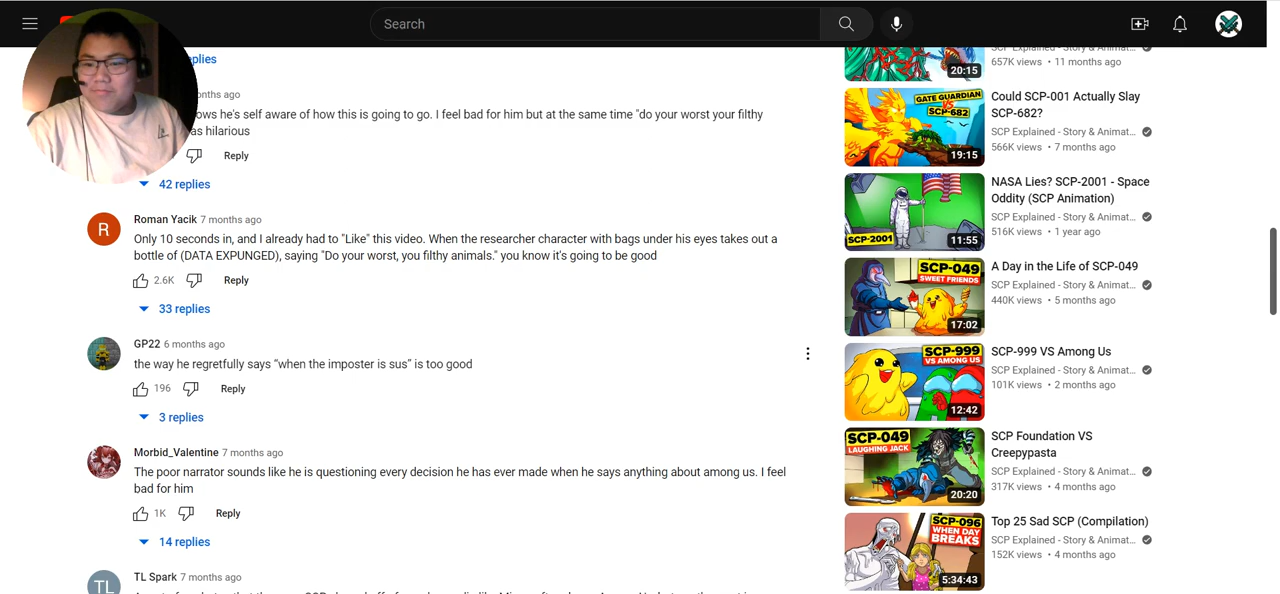 Search
plies
nths ago
ows he's elf aware of how this is going to go. I feel bad for him but at the same time "do your worst your filthy
as hilarious
Reply
42 replies
R
Roman Yacik 7 months ago
Only 10 seconds in, and I already had to "Like" this video. When the researcher character with bags under his eyes takes out a
bottle of (DATA EXPUNGED), saying "Do your worst, you filthy animals." you know it's going to be good
2.6K Reply
33 replies
GP22 6 months ago
the way he regretfully says “when the imposter is sus” is too good
196 Reply
3 replies
Morbid_Valentine 7 months ago
The poor narrator sounds like he is questioning every decision he has ever made when he says anything about among us. I feel
bad for him
1K Reply
14 replies
TL
TL Spark 7 months ago
20:15
SCP Explained - Story & Animat...
657K views • 11 months ago
GATE GUARDIAN
VS
SCP-682
19:15
Could SCP-001 Actually Slay
SCP-682?
SCP Explained - Story & Animat...
566K views • 7 months ago
SCP-2001
11:55
NASA Lies? SCP-2001 - Space
Oddity (SCP Animation)
SCP Explained - Story & Animat...
516K views • 1 year ago
SCP-049
SWEET FRIENDS
17:02
A Day in the Life of SCP-049
SCP Explained - Story & Animat...
440K views • 5 months ago
SCP-999
VS AMONG US
12:42
SCP-999 VS Among Us
SCP Explained - Story & Animat...
101K views • 2 months ago
SCP-049
LAUGHING JACK
20:20
SCP Foundation VS
Creepypasta
SCP Explained - Story & Animat...
317K views • 4 months ago
SCP-096
WHEN DAY
BREAKS
5:34:43
Top 25 Sad SCP (Compilation)
SCP Explained - Story & Animat...
152K views • 4 months ago